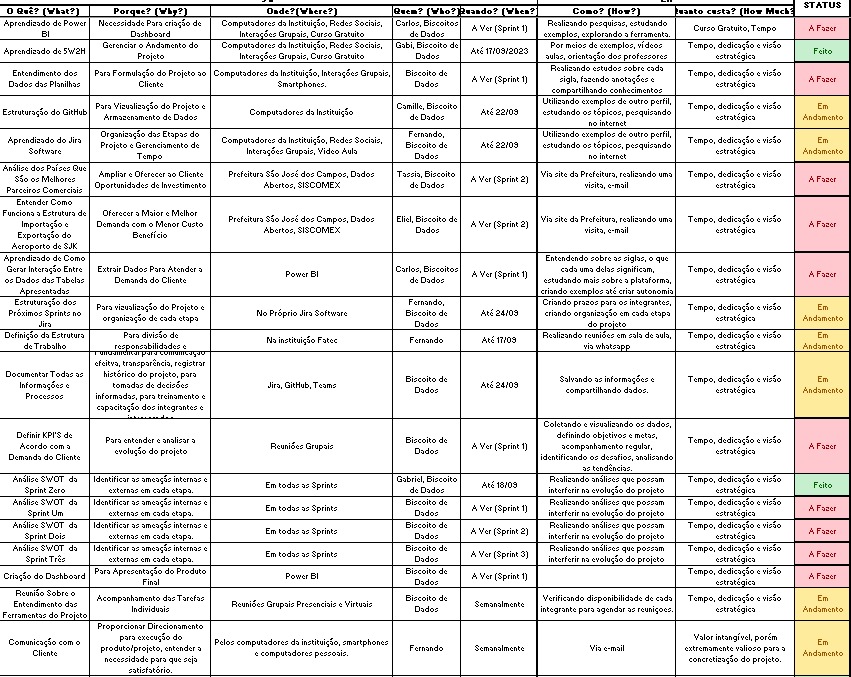 O Quê? (What?) Porque? (Why?) Onde?(Where?) Quem? (Who?) Quando? (When?) Como? (How?) Quanto custa? (How Much?) STATUS
Aprendizado de Power
BI
Necessidade Para criação de
Dashboard
Computadores da Instituição, Redes Sociais,
Interações Grupais, Curso Gratuito
Carlos, Biscoitos
de Dados
A Ver (Sprint 1)
Realizando pesquisas, estudando
exemplos, explorando a ferramenta.
Curso Gratuito, Tempo
A Fazer
Aprendizado de 5W2H
Gerenciar o Andamento do
Projeto
Computadores da Instituição, Redes Sociais,
Interações Grupais, Curso Gratuito
Gabi, Biscoito de
Dados
Até 17/09/2023
Por meios de exemplos, vídeos
aulas, orientação dos professores
Tempo, dedicação e visão
estratégica
Feito
Entendimento dos
Dados das Planilhas
Para Formulação do Projeto ao
Cliente
Computadores da Instituição, Interações Grupais,
Smartphones.
Biscoito de
Dados
A Ver (Sprint 1)
Realizando estudos sobre cada
sigla, fazendo anotações e
compartilhando conhecimentos
Tempo, dedicação e visão
estratégica
A Fazer
Estruturação do GitHub
Para Vizualização do Projeto e
Armazenamento de Dados
Computadores da Instituição
Camille, Biscoito
de Dados
Até 22/09
Utilizando exemplos de outro perfil,
estudando os tópicos, pesquisando
no internet
Tempo, dedicação e visão
estratégica
Em
Andamento
Aprendizado do Jira
Software
Organização das Etapas do
Projeto e Gerenciamento de
Tempo
Computadores da Instituição, Redes Sociais,
Interações Grupais, Vídeo Aula
Fernando,
Biscoito de
Dados
Até 22/09
Utilizando exemplos de outro perfil,
estudando os tópicos, pesquisando
no internet
Tempo, dedicação e visão
estratégica
Em
Andamento
Análise dos Países Que
São os Melhores
Parceiros Comerciais
Ampliar e Oferecer ao Cliente
Oportunidades de Investimento
Prefeitura São José dos Campos, Dados
Abertos, SISCOMEX
Tassia, Biscoito
de Dados
A Ver (Sprint 2)
Via site da Prefeitura, realizando uma
visita, e-mail
Tempo, dedicação e visão
estratégica
A Fazer
Entender Como
Funciona a Estrutura de
Importação e
Exportação do
Aeroporto de SJK
Oferecer a Maior e Melhor
Demanda com o Menor Custo
Benefício
Prefeitura São José dos Campos, Dados
Abertos, SISCOMEX
Eliel, Biscoito de
Dados
A Ver (Sprint 2)
Via site da Prefeitura, realizando uma
visita, e-mail
Tempo, dedicação e visão
estratégica
A Fazer
Aprendizado de Como
Gerar Interação Entre
os Dados das Tabelas
Apresentadas
Extrair Dados Para Atender a
Demanda do Cliente
Power BI
Carlos, Biscoitos
de Dados
A Ver (Sprint 1)
Entendendo sobre as siglas, o que
cada uma delas significam,
estudando mais sobre a plataforma,
criando exemplos até criar autonomia
Tempo, dedicação e visão
estratégica
A Fazer
Estruturação dos
Próximos Sprints no
Jira
Para vizualização do Projeto e
organização de cada etapa
No Próprio Jira Software
Fernando,
Biscoito de
Dados
Até 24/09
Criando prazos para os integrantes,
criando organização em cada etapa
do projeto
Tempo, dedicação e visão
estratégica
Em
Andamento
Definição da Estrutura
de Trabalho
Para divisão de
responsabilidades e
Na instituição Fatec
Fernando
Até 17/09
Realizando reuniões em sala de aula,
via whatsapp
Tempo, dedicação e visão
estratégica
Em
Andamento
Documentar Todas as
Informações e
Processos
Fundamental para comunicação
efeitva, transparência, registrar
histórico do projeto, para
tomadas de decisões
informadas, para treinamento e
capacitação dos integrantes e
Jira, GitHub, Teams
Biscoito de
Dados
Até 24/09
Salvando as informações e
compartilhando dados.
Tempo, dedicação e visão
estratégica
Em
Andamento
Definir KPI'S de
Acordo com a
Demanda do Cliente
Para entender e analisar a
evolução do projeto
Reuniões Grupais
Biscoito de
Dados
A Ver (Sprint 1)
Coletando e visualizando os dados,
definindo objetivos e metas,
acompanhamento regular,
identificando os desafios, analisando
as tendências.
Tempo, dedicação e visão
estratégica
A Fazer
Análise SWOT da
Sprint Zero
Identificar as ameaçãs internas e
externas em cada etapa.
Em todas as Sprints
Gabriel, Biscoito
de Dados
Até 18/09
Realizando análises que possam
interferir na evolução do projeto
Tempo, dedicação e visão
estratégica
Feito
Análise SWOT da
Sprint Um
Identificar as ameaçãs internas e
externas em cada etapa.
Em todas as Sprints
Biscoito de
Dados
A Ver (Sprint 1)
Realizando análises que possam
interferir na evolução do projeto
Tempo, dedicação e visão
estratégica
A Fazer
Análise SWOT da
Sprint Dois
Identificar as ameaçãs internas e
externas em cada etapa.
Em todas as Sprints
Biscoito de
Dados
A Ver (Sprint 2)
Realizando análises que possam
interferir na evolução do projeto
Tempo, dedicação e visão
estratégica
A Fazer
Análise SWOT da
Sprint Três
Identificar as ameaçãs internas e
externas em cada etapa.
Em todas as Sprints
Biscoito de
Dados
A Ver (Sprint 3)
Realizando análises que possam
interferir na evolução do projeto
Tempo, dedicação e visão
estratégica
A Fazer
Criação do Dashboard
Para Apresentação do Produto
Final
Power BI
Biscoito de
Dados
A Ver (Sprint 1)
Tempo, dedicação e visão
estratégica
A Fazer
Reunião Sobre o
Entendimento das
Ferramentas do Projeto
Acompanhamento das Tarefas
Individuais
Reuniões Grupais Presenciais e Virtuais
Biscoito de
Dados
Semanalmente
Verificando disponibilidade de cada
integrante para agendar as reuniçoes.
Tempo, dedicação e visão
estratégica
Em
Andamento
Comunicação com o
Cliente
Proporcionar Direcionamento
para execução do
produto/projeto, entender a
necessidade para que seja
satisfatório.
Pelos computadores da instituição, smartphones
e computadores pessoais.
Fernando
Semanalmente
Via e-mail
Valor intangível, porém
extremamente valioso para a
concretização do projeto.
Em
Andamento